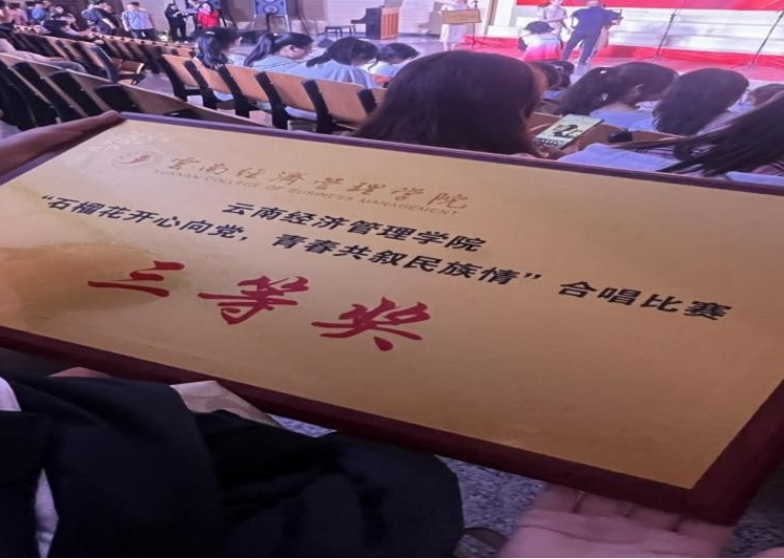 雲南经濟管理学院
YUNNAN COLLEGE OF BUSINESS MANAGEMENT
云南经济管理学院
“石榴花开心向党，青春共叙民族情”合唱比赛
三等奖